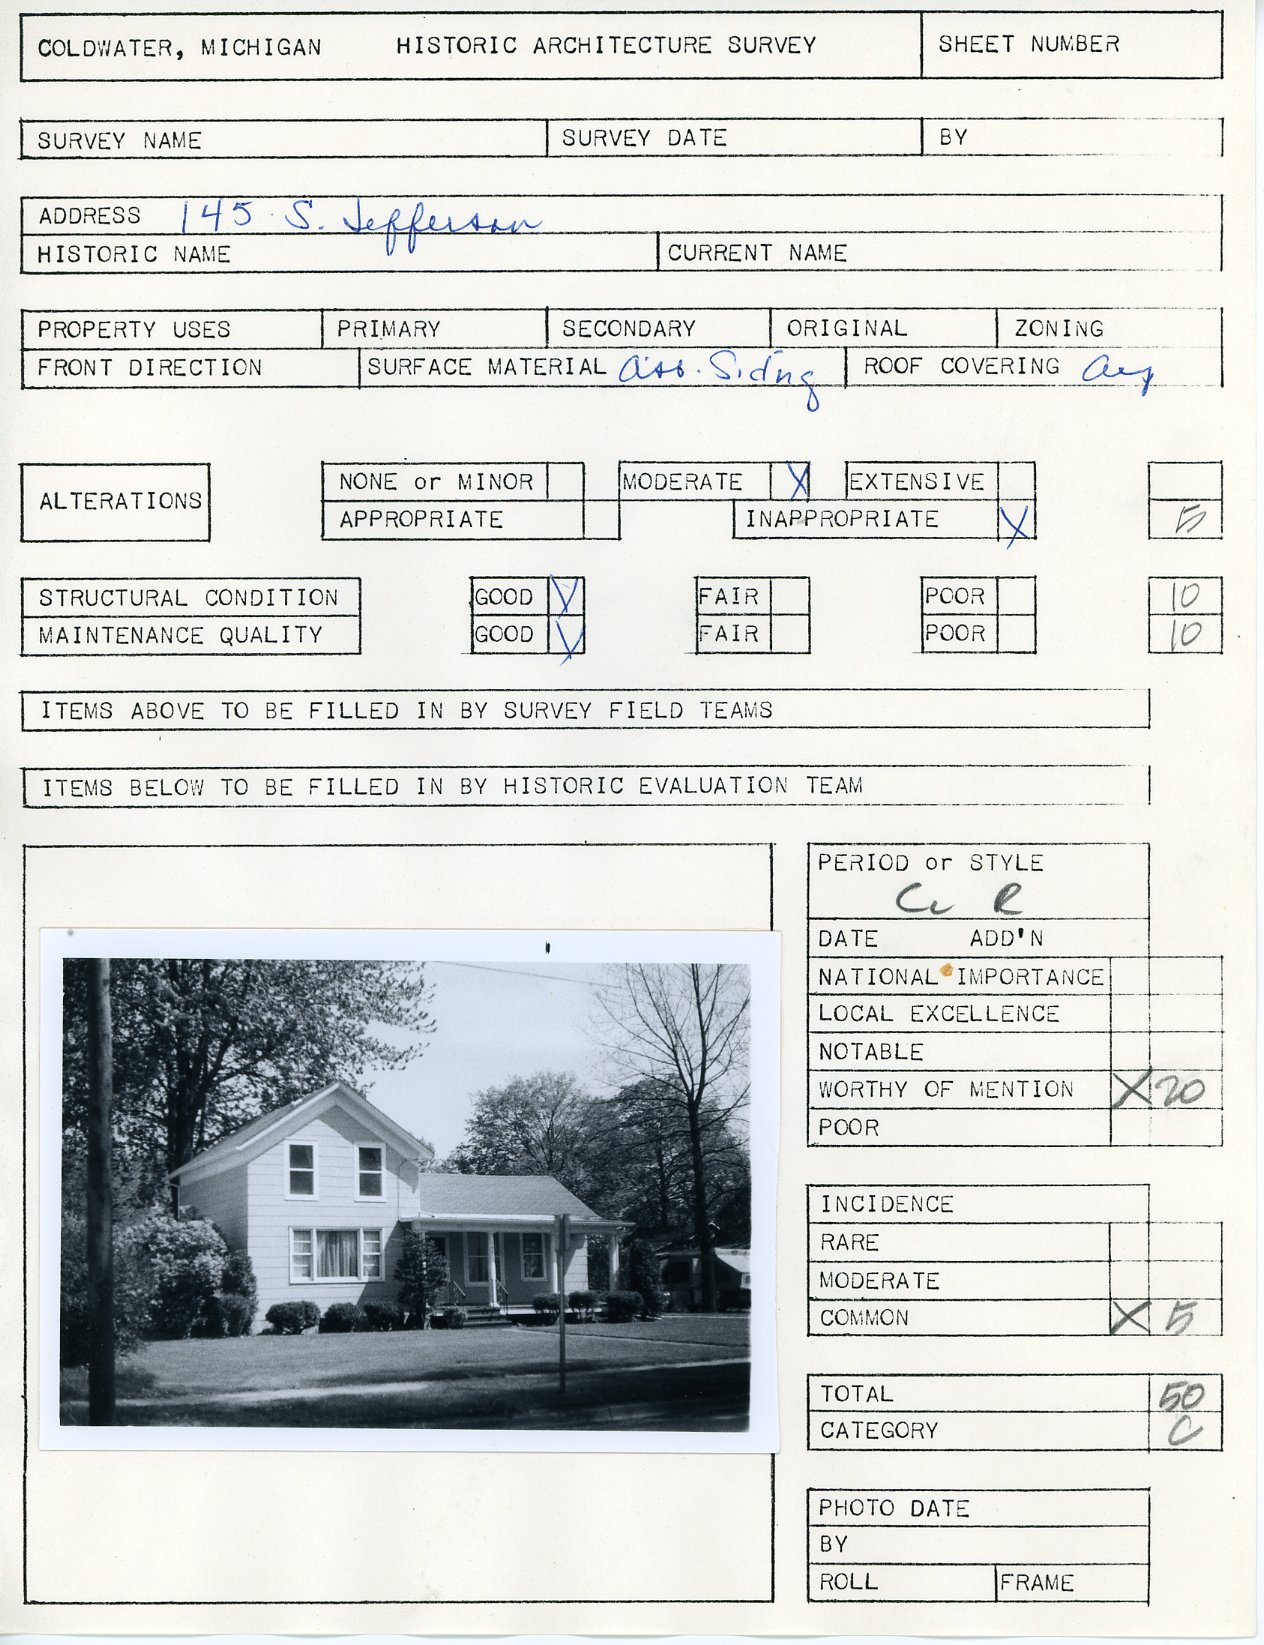 COLDWATER, MICHIGAN HISTORIC ARCHITECTURE SURVEY SHEET NUMBER
SURVEY NAME SURVEY DATE BY
ADDRESS 145 S. Jefferson
HISTORIC NAME CURRENT NAME
PROPERTY USES PRIMARY SECONDARY ORIGINAL ZONING
FRONT DIRECTION SURFACE MATERIAL Siding ROOF COVERING
ALTERATIONS NONE or MINOR MODERATE X EXTENSIVE
APPROPRIATE INAPPROPRIATE X 5
STRUCTURAL CONDITION GOOD V FAIR POOR 10
MAINTENANCE QUALITY GOOD V FAIR POOR 10
ITEMS ABOVE TO BE FILLED IN BY SURVEY FIELD TEAMS
ITEMS BELOW TO BE FILLED IN BY HISTORIC EVALUATION TEAM
PERIOD or STYLE
R
DATE ADD'N
NATIONAL IMPORTANCE
LOCAL EXCELLENCE
NOTABLE
WORTHY OF MENTION X 20
POOR
INCIDENCE
RARE
MODERATE
COMMON X 5
TOTAL 50
CATEGORY C
PHOTO DATE
BY
ROLL FRAME